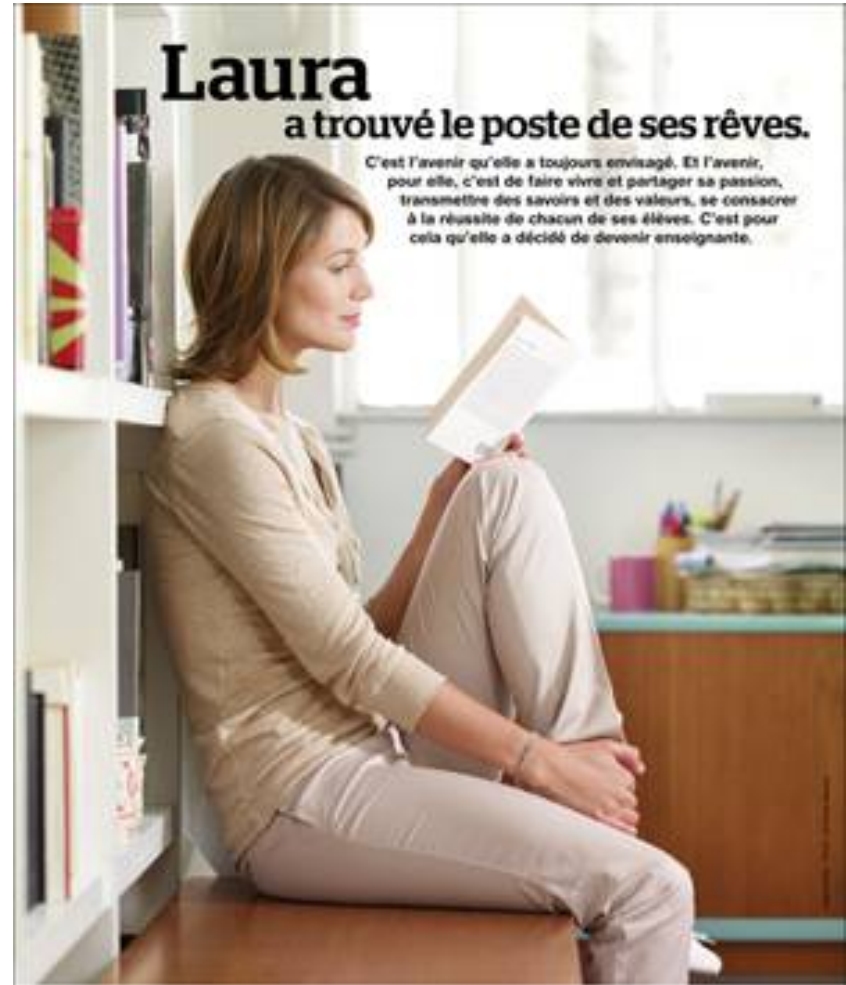 Laura
a trouvé le poste de ses rêves.
C'est l'avenir qu'elle a toujours envisagé. Et l'avenir,
pour elle, c'est de faire vivre et partager sa passion,
transmettre des savoirs et des valeurs, se consacrer
à la réussite de chacun de ses élèves. C'est pour
cela qu'elle a décidé de devenir enseignante.